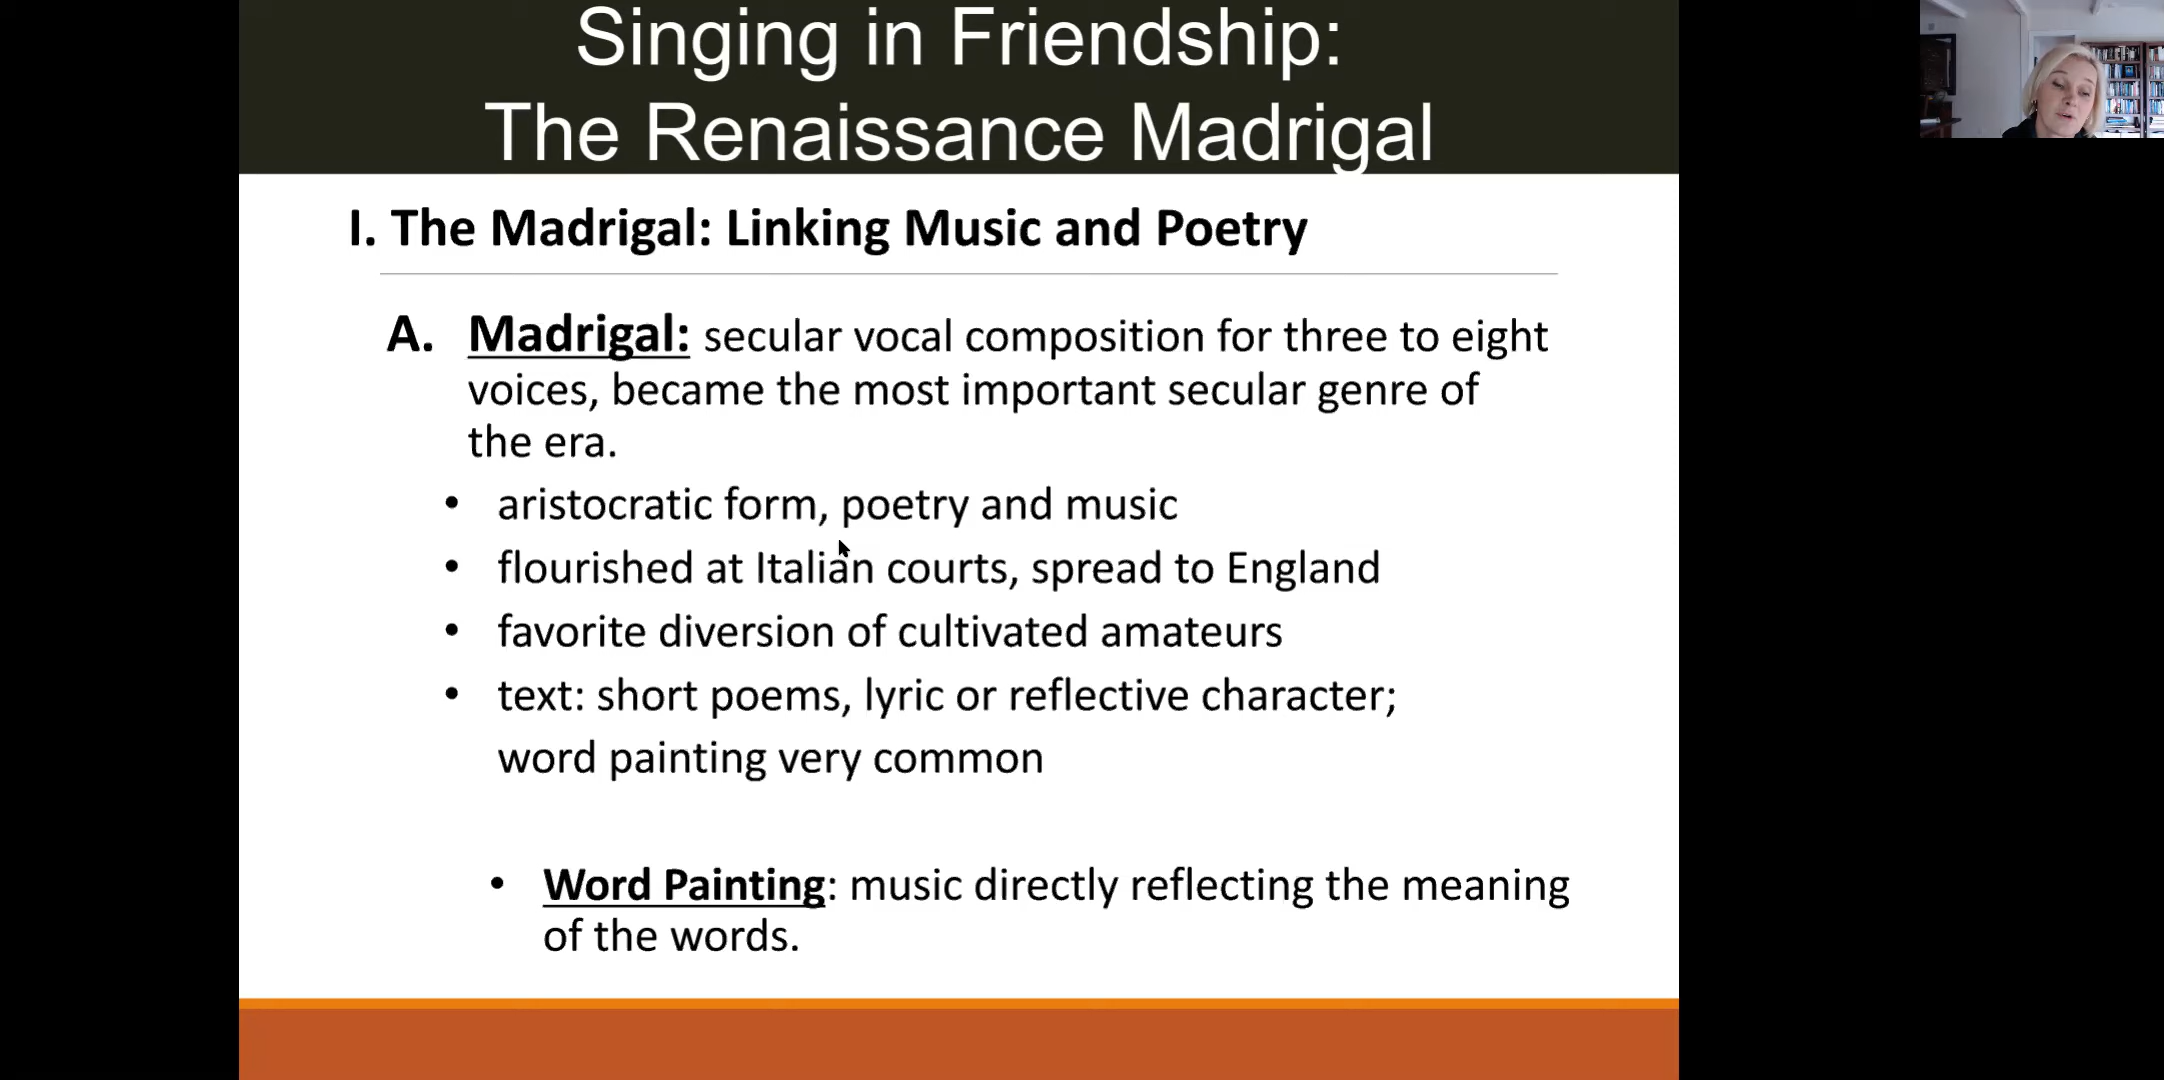 Singing in Friendship:
The Renaissance Madrigal
I. The Madrigal: Linking Music and Poetry
A. Madrigal: secular vocal composition for three to eight
voices, became the most important secular genre of
the era.
• aristocratic form, poetry and music
• flourished at Italian courts, spread to England
• favorite diversion of cultivated amateurs
• text: short poems, lyric or reflective character;
word painting very common
• Word Painting: music directly reflecting the meaning
of the words.